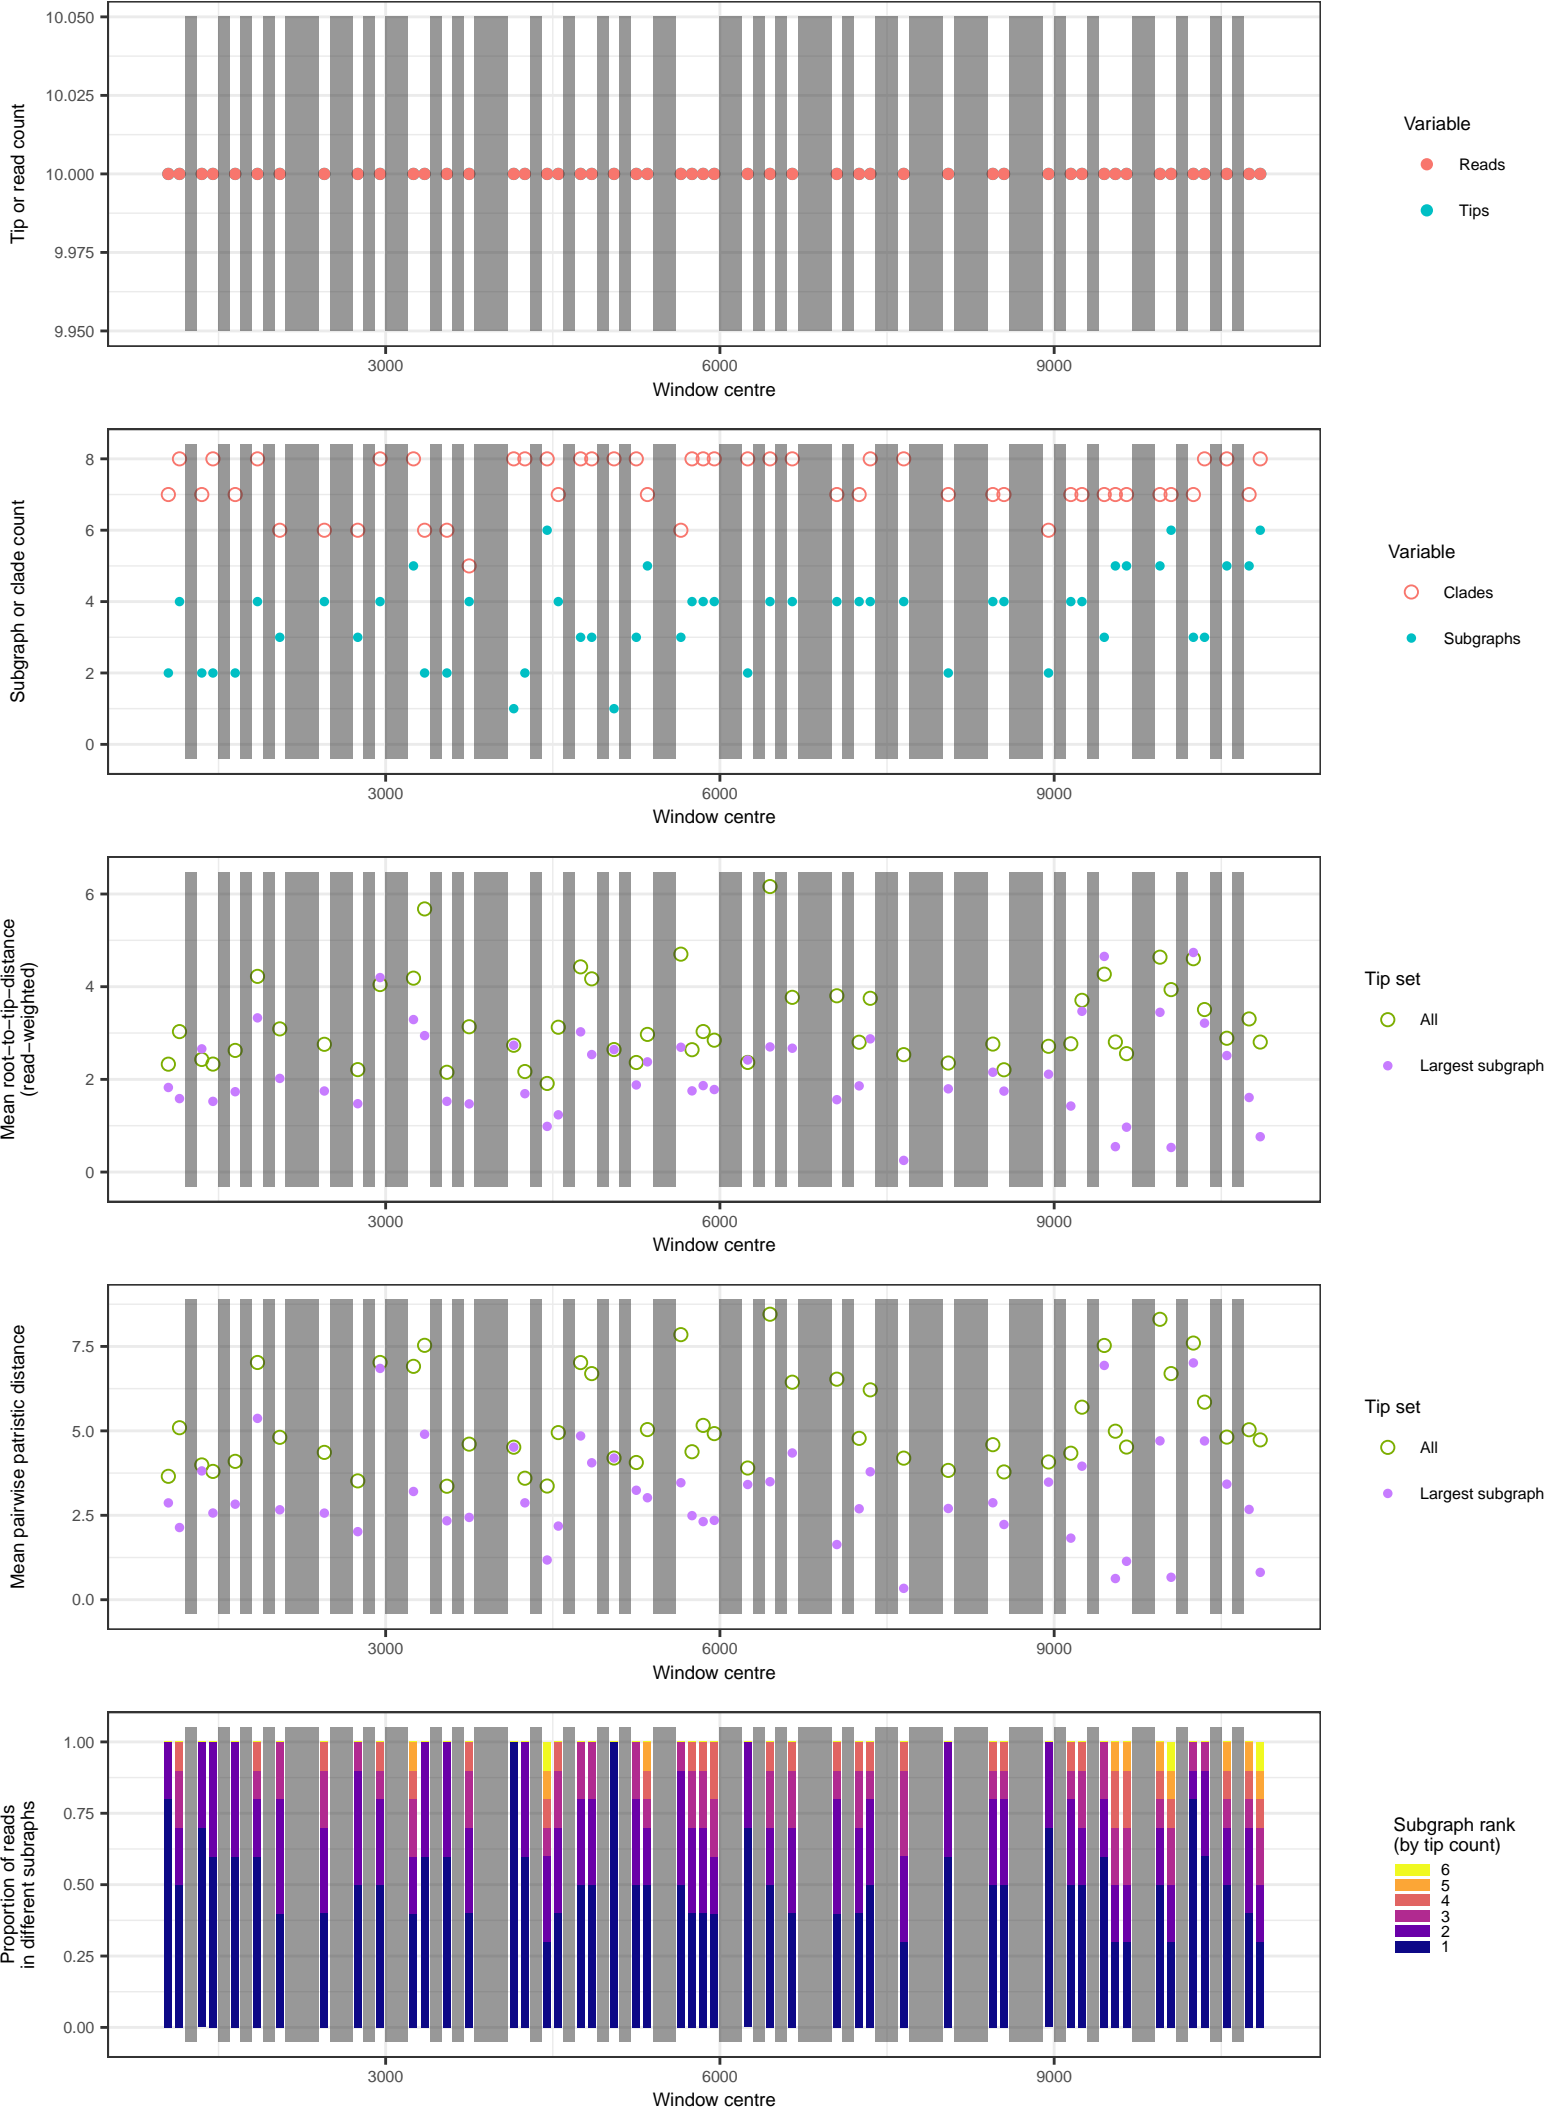 10.050
10.025
10.000
9.975
9.950
Tip or read count
3000
6000
9000
Window centre
Variable
Reads
Tips
8
6
4
2
0
Subgraph or clade count
3000
6000
9000
Window centre
Variable
Clades
Subgraphs
6
4
2
0
Mean root−to−tip−distance
(read−weighted)
3000
6000
9000
Window centre
Tip set
All
Largest subgraph
7.5
5.0
2.5
0.0
Mean pairwise patristic distance
3000
6000
9000
Window centre
Tip set
All
Largest subgraph
1.00
0.75
0.50
0.25
0.00
Proportion of reads
in different subraphs
3000
6000
9000
Window centre
Subgraph rank
(by tip count)
6
5
4
3
2
1